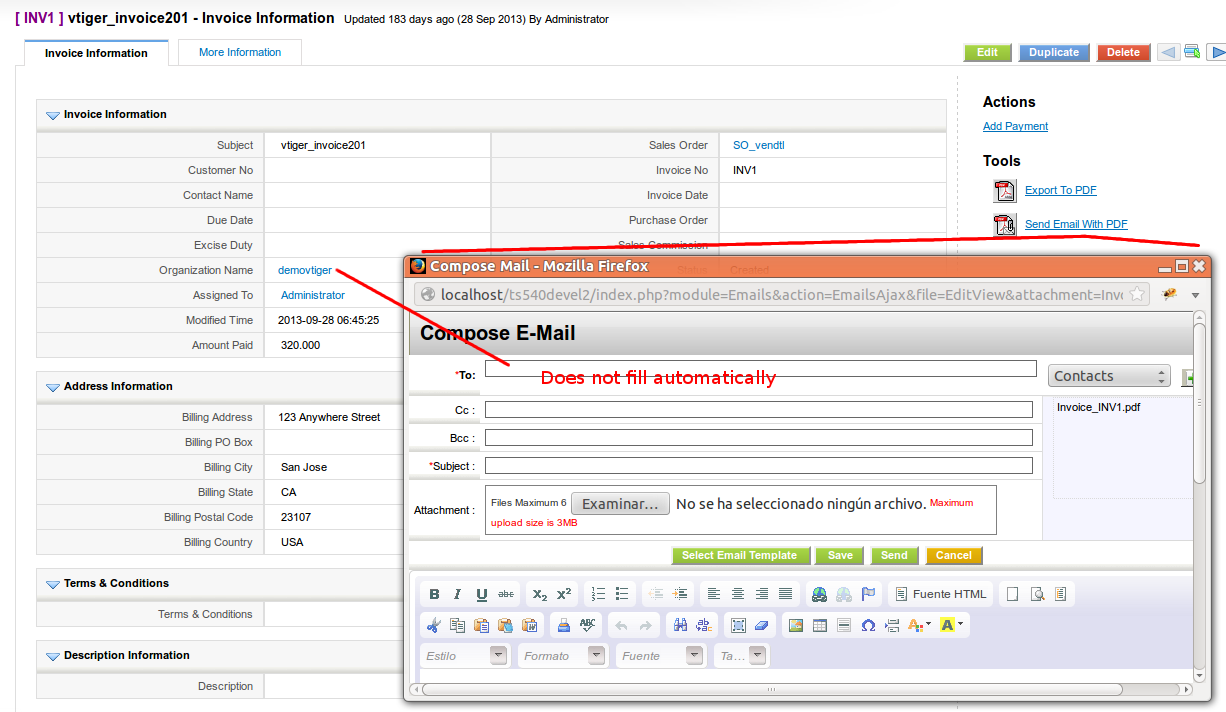 [ INV1 ] vtiger_invoice201 - Invoice Information Updated 183 days ago (28 Sep 2013) By Administrator
Invoice Information More Information
Edit Duplicate Delete
Invoice Information
Subject vtiger_invoice201 Sales Order SO_vendtl
Customer No Invoice No INV1
Contact Name Invoice Date
Due Date Purchase Order
Excise Duty Sales Commission
Organization Name demovtiger Status Created
Assigned To Administrator
Modified Time 2013-09-28 06:45:25
Amount Paid 320.000
Address Information
Billing Address 123 Anywhere Street
Billing PO Box
Billing City San Jose
Billing State CA
Billing Postal Code 23107
Billing Country USA
Terms & Conditions
Terms & Conditions
Description Information
Description
Actions
Add Payment
Tools
Export To PDF
Send Email With PDF
Compose Mail - Mozilla Firefox
localhost/ts540devel2/index.php?module=Emails&action=EmailsAjax&file=EditView&attachment=Inv
Compose E-Mail
*To: Does not fill automatically Contacts
Cc :
Invoice_INV1.pdf
Bcc :
*Subject :
Attachment : Files Maximum 6 Examinar... No se ha seleccionado ningún archivo. Maximum
upload size is 3MB
Select Email Template Save Send Cancel
B I U abc X2 X2 Fuente HTML
ABC
Estilo Formato Fuente Ta...